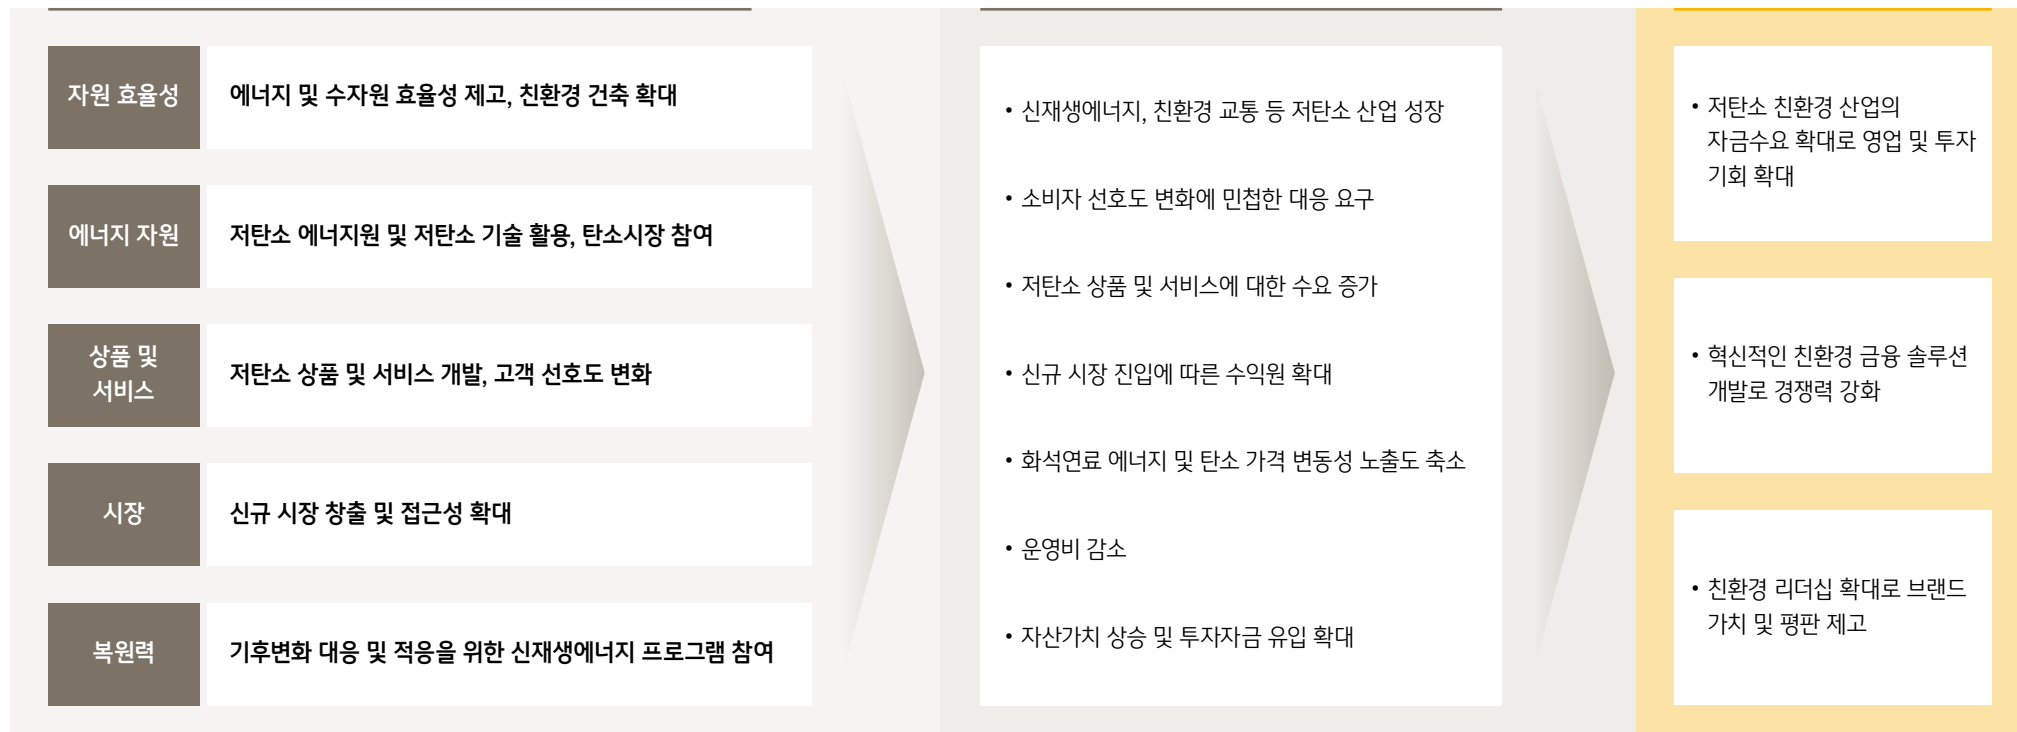 자원 효율성
에너지 및 수자원 효율성 제고, 친환경 건축 확대
에너지 자원
저탄소 에너지원 및 저탄소 기술 활용, 탄소시장 참여
상품 및
서비스
저탄소 상품 및 서비스 개발, 고객 선호도 변화
시장
신규 시장 창출 및 접근성 확대
복원력
기후변화 대응 및 적응을 위한 신재생에너지 프로그램 참여
• 신재생에너지, 친환경 교통 등 저탄소 산업 성장
• 소비자 선호도 변화에 민첩한 대응 요구
• 저탄소 상품 및 서비스에 대한 수요 증가
• 신규 시장 진입에 따른 수익원 확대
• 화석연료 에너지 및 탄소 가격 변동성 노출도 축소
• 운영비 감소
• 자산가치 상승 및 투자자금 유입 확대
• 저탄소 친환경 산업의
자금수요 확대로 영업 및 투자
기회 확대
• 혁신적인 친환경 금융 솔루션
개발로 경쟁력 강화
• 친환경 리더십 확대로 브랜드
가치 및 평판 제고